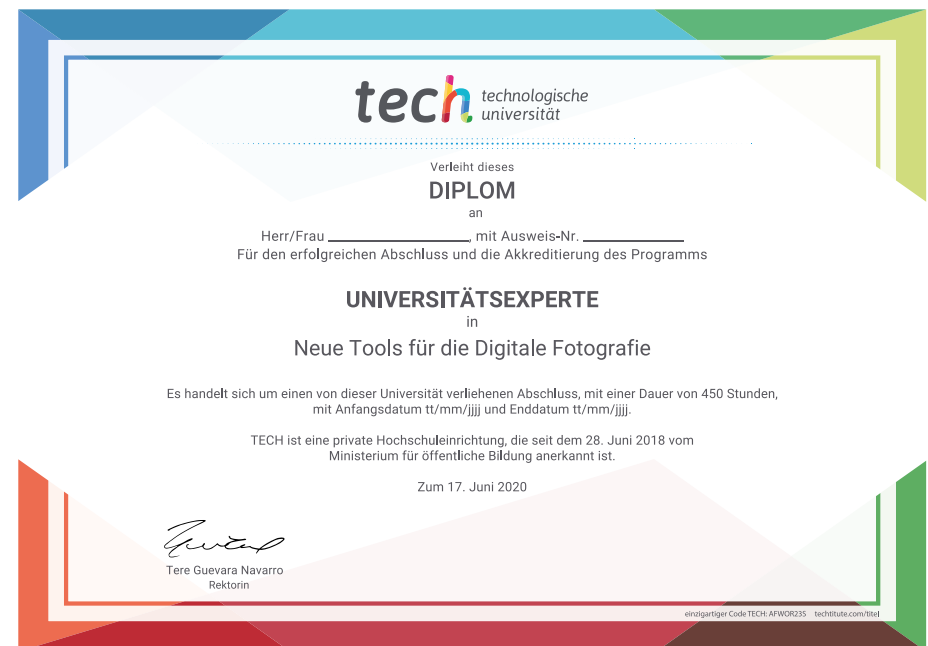 tech technologische
universität
Verleiht dieses
DIPLOM
an
Herr/Frau ____________________, mit Ausweis-Nr. ______________
Für den erfolgreichen Abschluss und die Akkreditierung des Programms
UNIVERSITÄTSEXPERTE
in
Neue Tools für die Digitale Fotografie
Es handelt sich um einen von dieser Universität verliehenen Abschluss, mit einer Dauer von 450 Stunden,
mit Anfangsdatum tt/mm/jjjj und Enddatum tt/mm/jjjj.
TECH ist eine private Hochschuleinrichtung, die seit dem 28. Juni 2018 vom
Ministerium für öffentliche Bildung anerkannt ist.
Zum 17. Juni 2020
Tere Guevara Navarro
Rektorin
einzigartiger Code TECH: AFWOR23S techtitute.com/titel